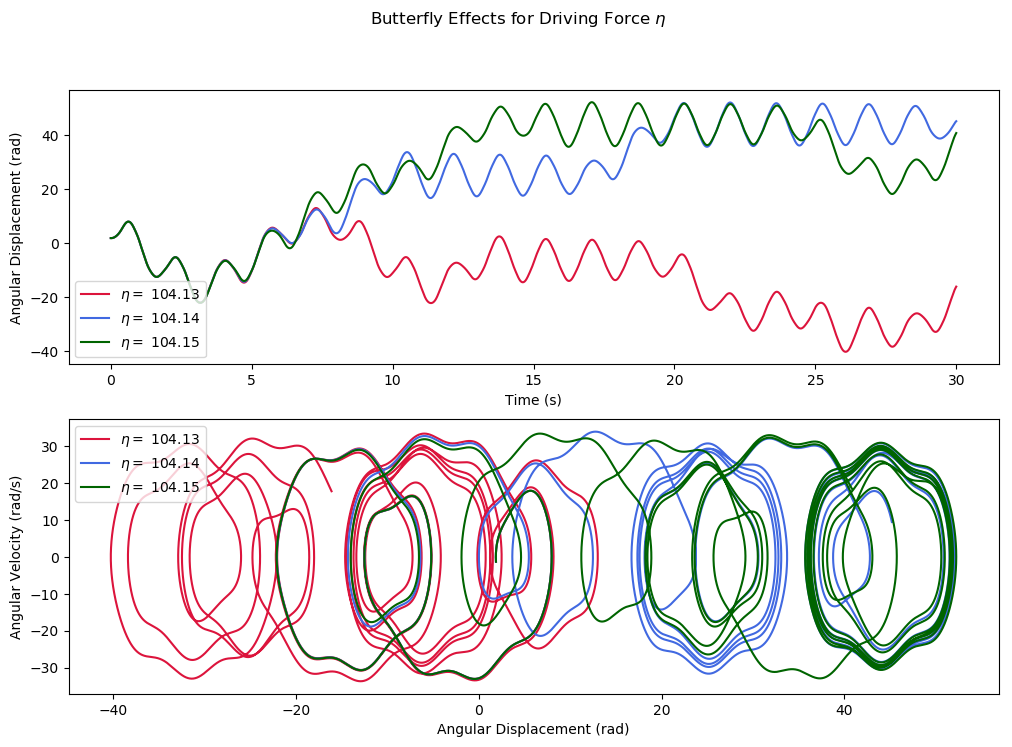 Butterfly Effects for Driving Force η
Angular Displacement (rad)
40
20
0
−20
−40
η = 104.13
η = 104.14
η = 104.15
0 5 10 15 20 25 30
Time (s)
Angular Velocity (rad/s)
30
20
10
0
−10
−20
−30
η = 104.13
η = 104.14
η = 104.15
−40 −20 0 20 40
Angular Displacement (rad)